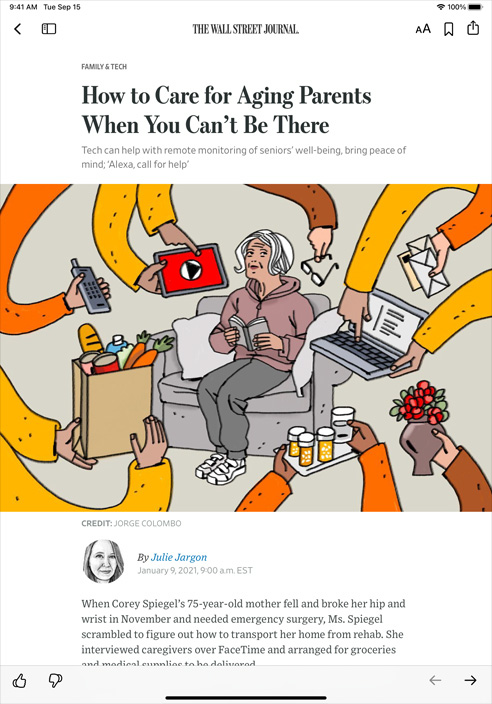 9:41 AM Tue Sep 15 100%
THE WALL STREET JOURNAL.
AA
FAMILY & TECH
How to Care for Aging Parents
When You Can't Be There
Tech can help with remote monitoring of seniors' well-being, bring peace of
mind; 'Alexa, call for help'
CREDIT: JORGE COLOMBO
By Julie Jargon
January 9, 2021, 9:00 a.m. EST
When Corey Spiegel's 75-year-old mother fell and broke her hip and
wrist in November and needed emergency surgery, Ms. Spiegel
scrambled to figure out how to transport her home from rehab. She
interviewed caregivers over FaceTime and arranged for groceries
and medical supplies to be delivered.